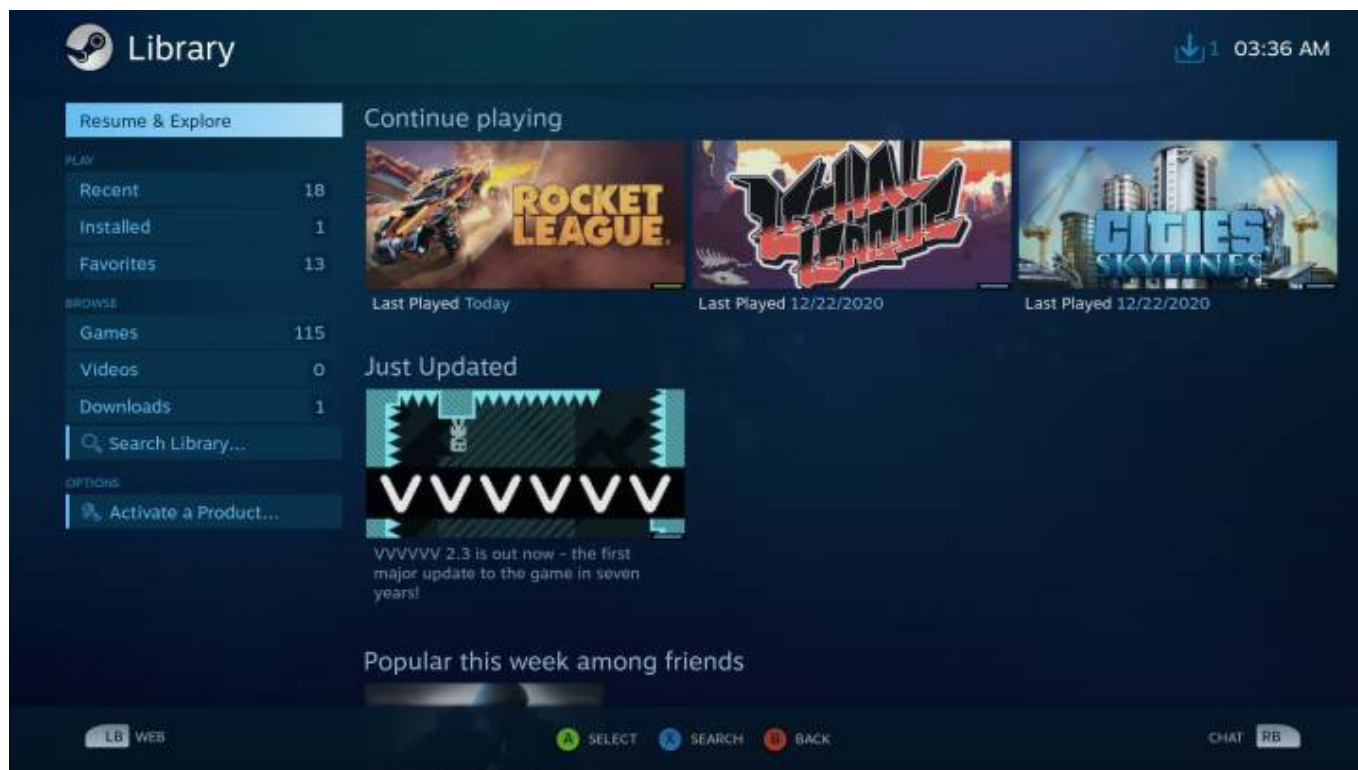 Library
1 03:36 AM
Resume & Explore
PLAY
Recent 18
Installed 1
Favorites 13
BROWSE
Games 115
Videos 0
Downloads 1
Search Library...
OPTIONS
Activate a Product...
Continue playing
ROCKET
LEAGUE
LETHAL
LEAGUE
CITIES
SKYLINES
Last Played Today
Last Played 12/22/2020
Last Played 12/22/2020
Just Updated
VVVVVV
VVVVVV 2.3 is out now - the first
major update to the game in seven
years!
Popular this week among friends
LB WEB
A SELECT X SEARCH B BACK
CHAT RB